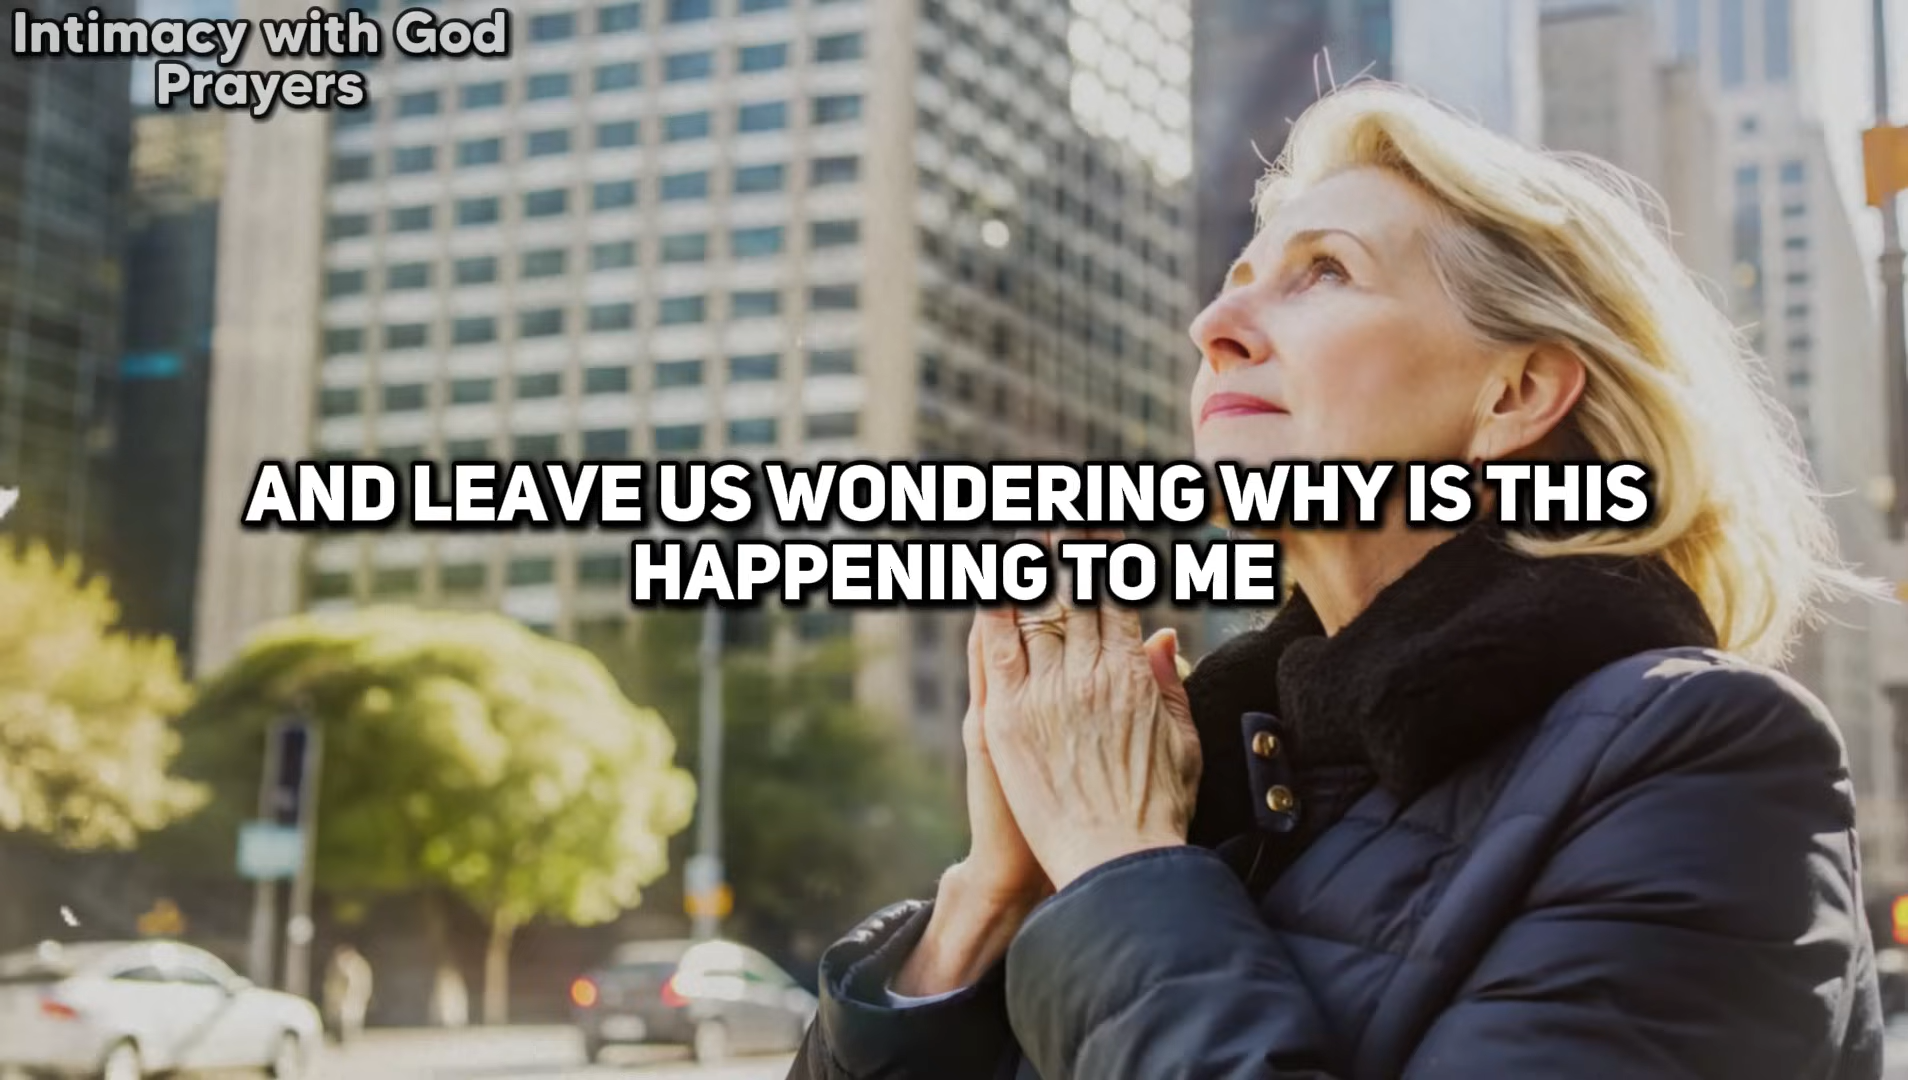 Intimacy with God
Prayers
AND LEAVE US WONDERING WHY IS THIS
HAPPENING TO ME